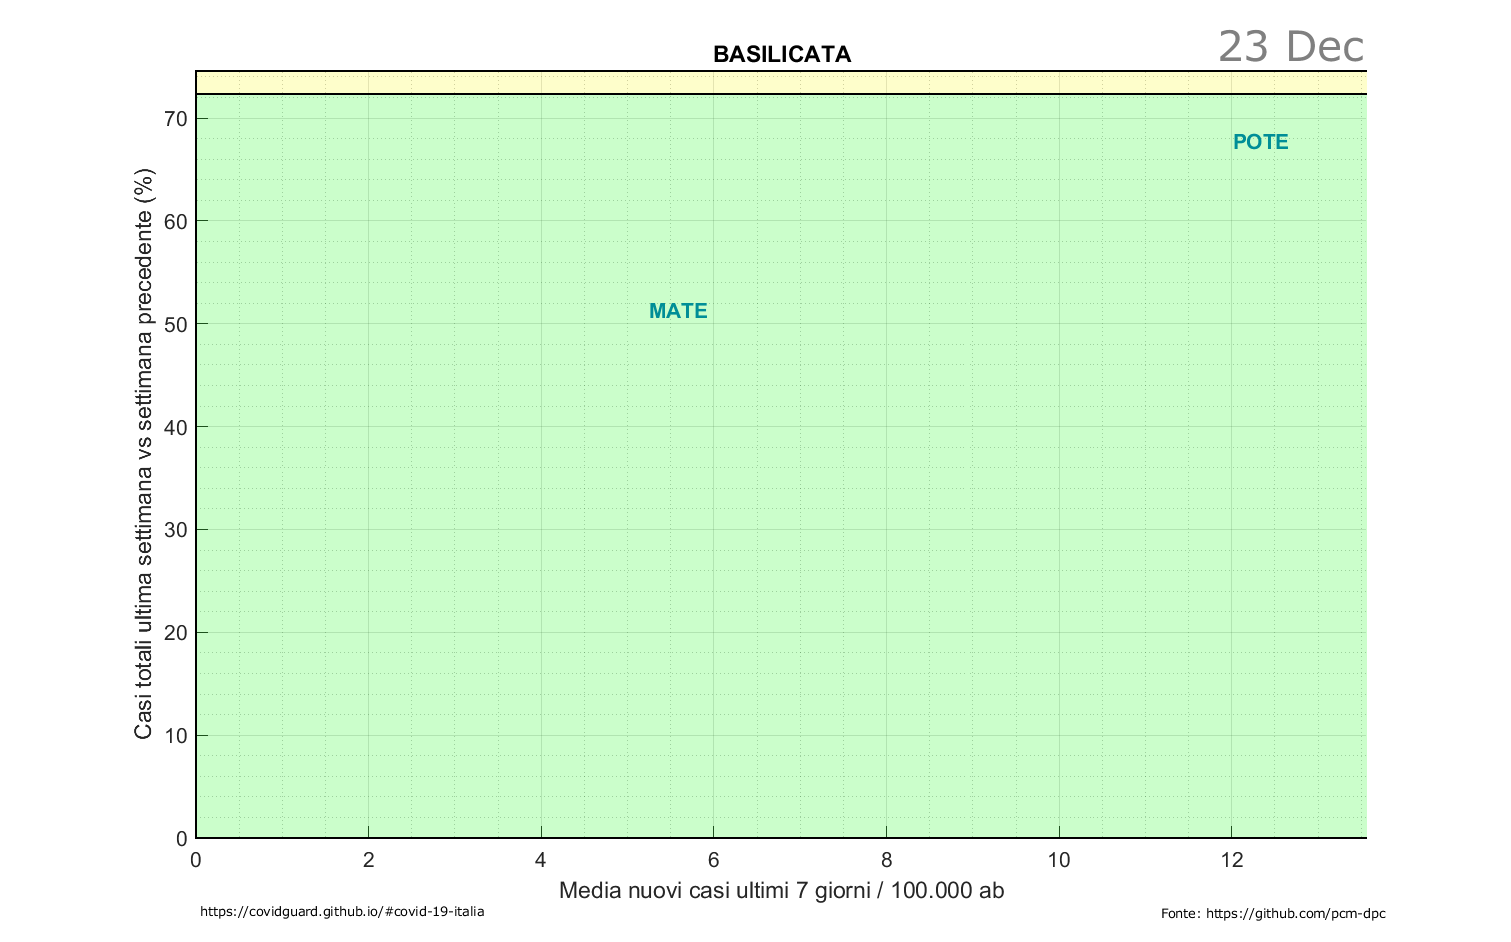 23 Dec
BASILICATA
70
60
50
40
30
20
10
0
Casi totali ultima settimana vs settimana precedente (%)
POTE
MATE
0 2 4 6 8 10 12
Media nuovi casi ultimi 7 giorni / 100.000 ab
https://covidguard.github.io/#covid-19-italia
Fonte: https://github.com/pcm-dpc